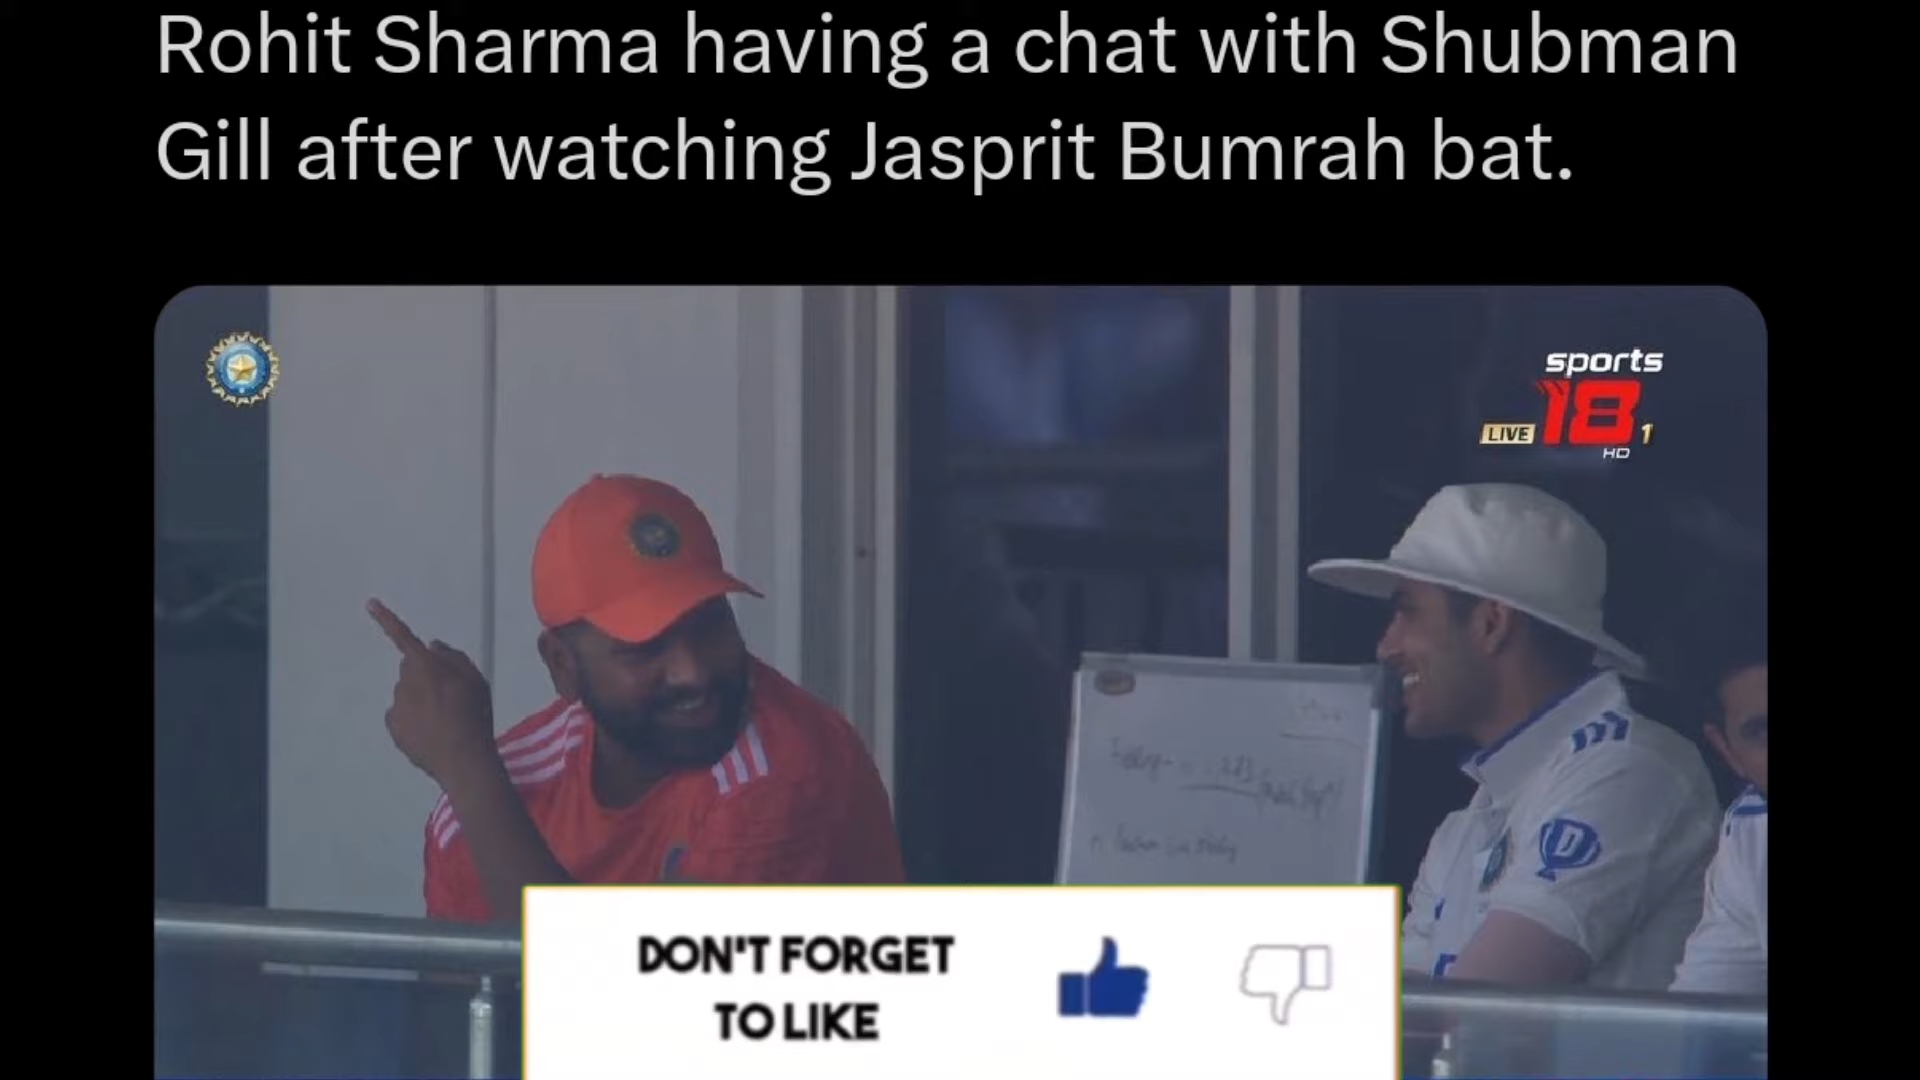 Rohit Sharma having a chat with Shubman
Gill after watching Jasprit Bumrah bat.
sports
18
LIVE
1
HD
D
DON'T FORGET
TO LIKE